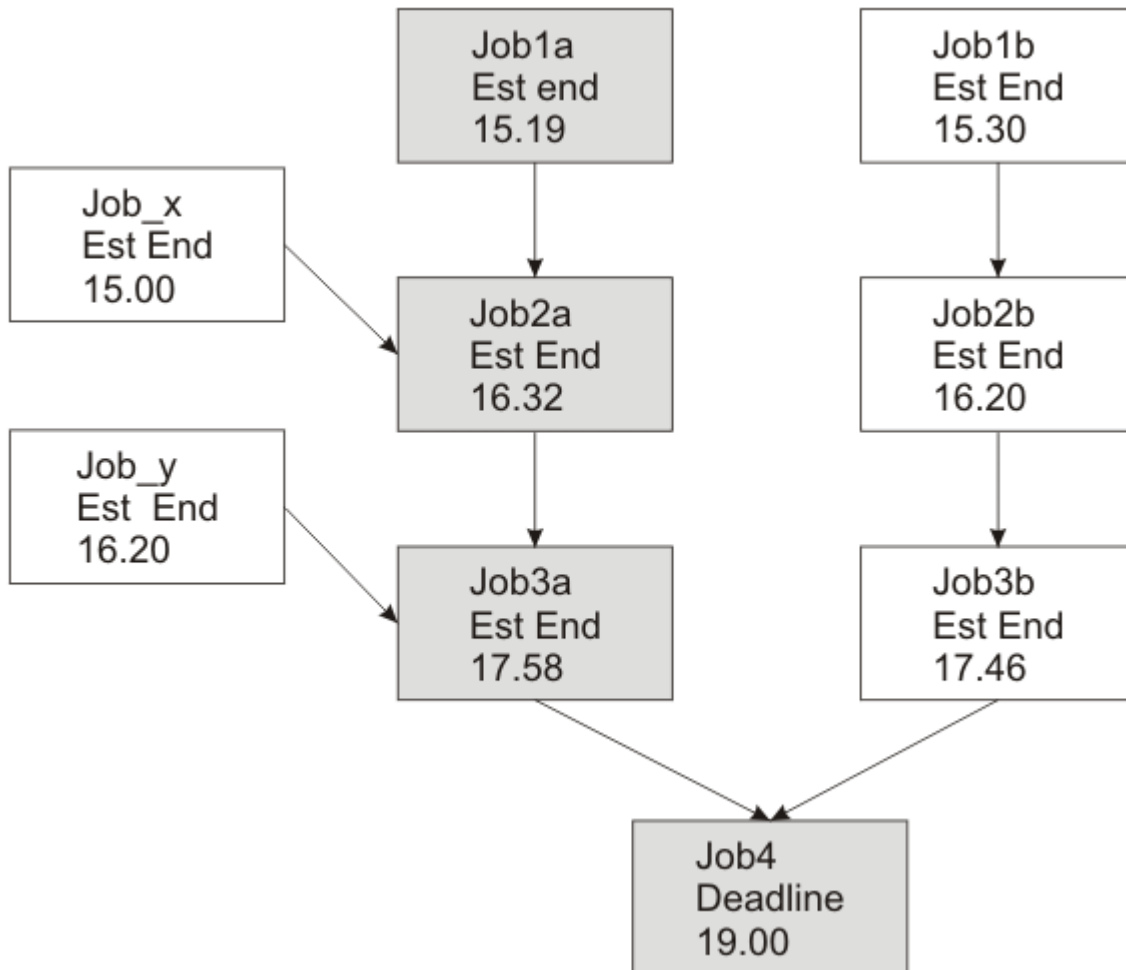 Job1a
Est end
15.19
Job1b
Est End
15.30
Job_x
Est End
15.00
Job2a
Est End
16.32
Job2b
Est End
16.20
Job_y
Est  End
16.20
Job3a
Est End
17.58
Job3b
Est End
17.46
Job4
Deadline
19.00